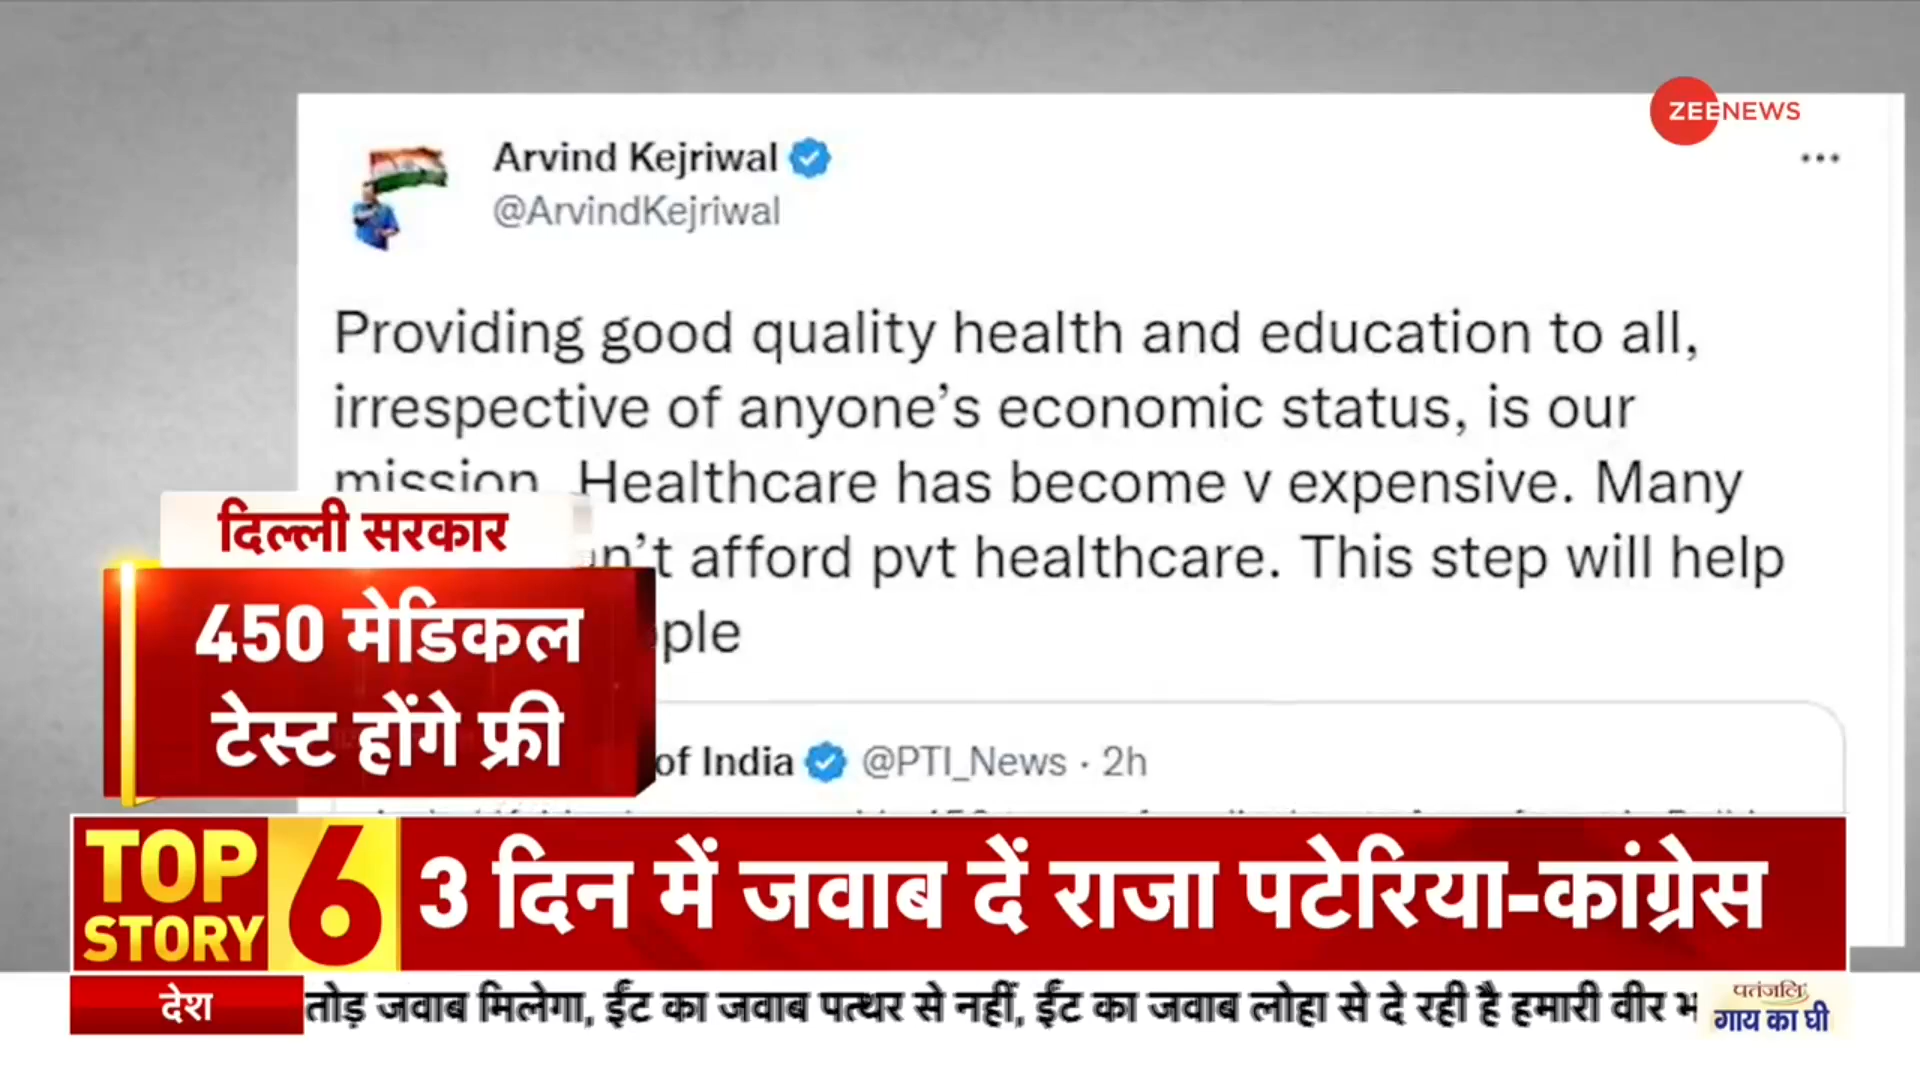 ZEENEWS
Arvind Kejriwal
@ArvindKejriwal
Providing good quality health and education to all,
irrespective of anyone’s economic status, is our
mission. Healthcare has become v expensive. Many
n’t afford pvt healthcare. This step will help
ple
दिल्ली सरकार
450 मेडिकल
टेस्ट होंगे फ्री
of India @PTI_News · 2h
TOP
STORY
6
3 दिन में जवाब दें राजा पटेरिया-कांग्रेस
देश
तोड़ जवाब मिलेगा, ईंट का जवाब पत्थर से नहीं, ईंट का जवाब लोहा से दे रही है हमारी वीर
पतंजलि
गाय का घी